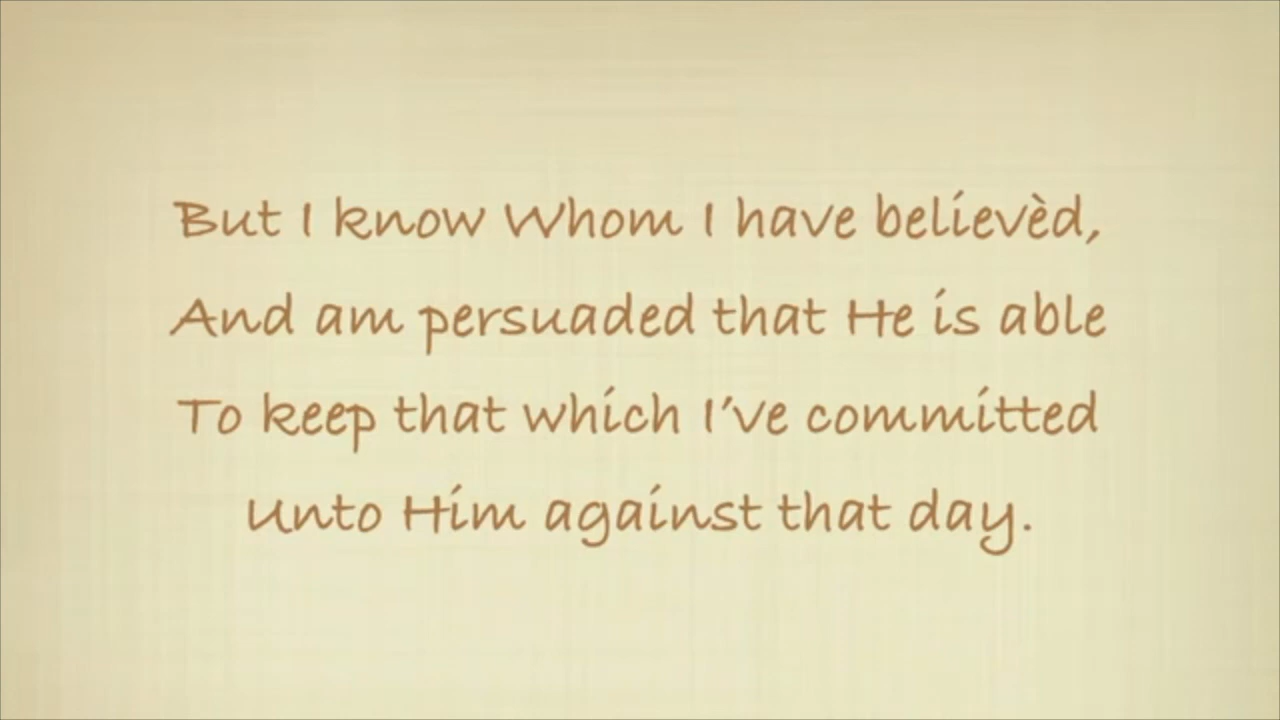 But I know Whom I have believèd,
And am persuaded that He is able
To keep that which I've committed
Unto Him against that day.